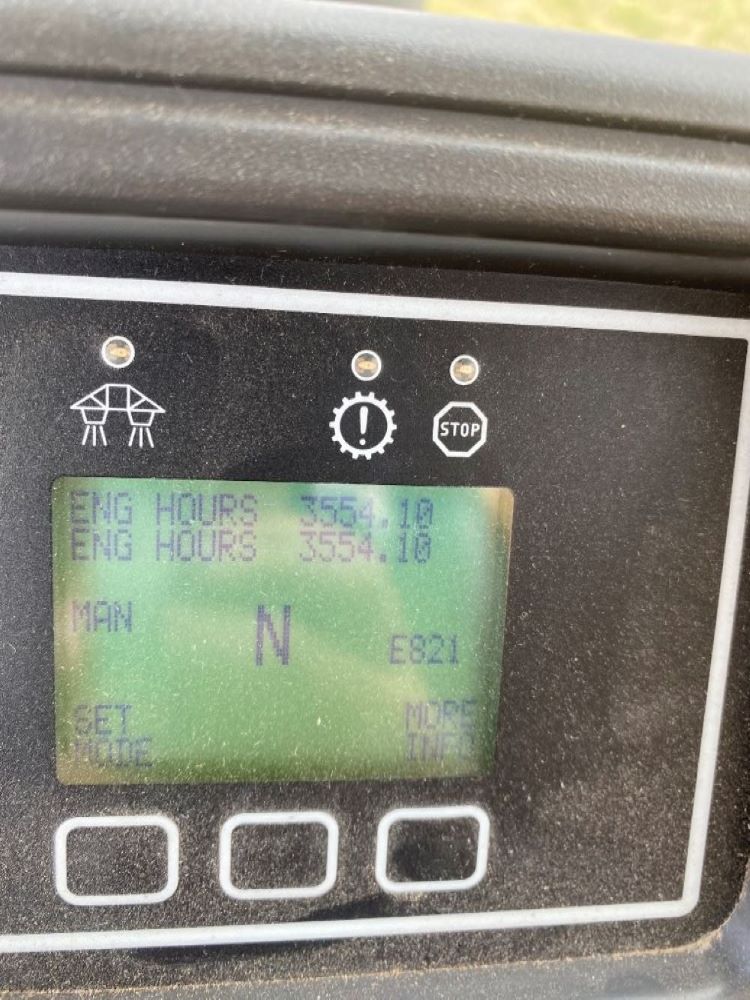 STOP
ENG HOURS 3554.10
ENG HOURS 3554.10
MAN
N
E821
SET MORE
MODE INFO